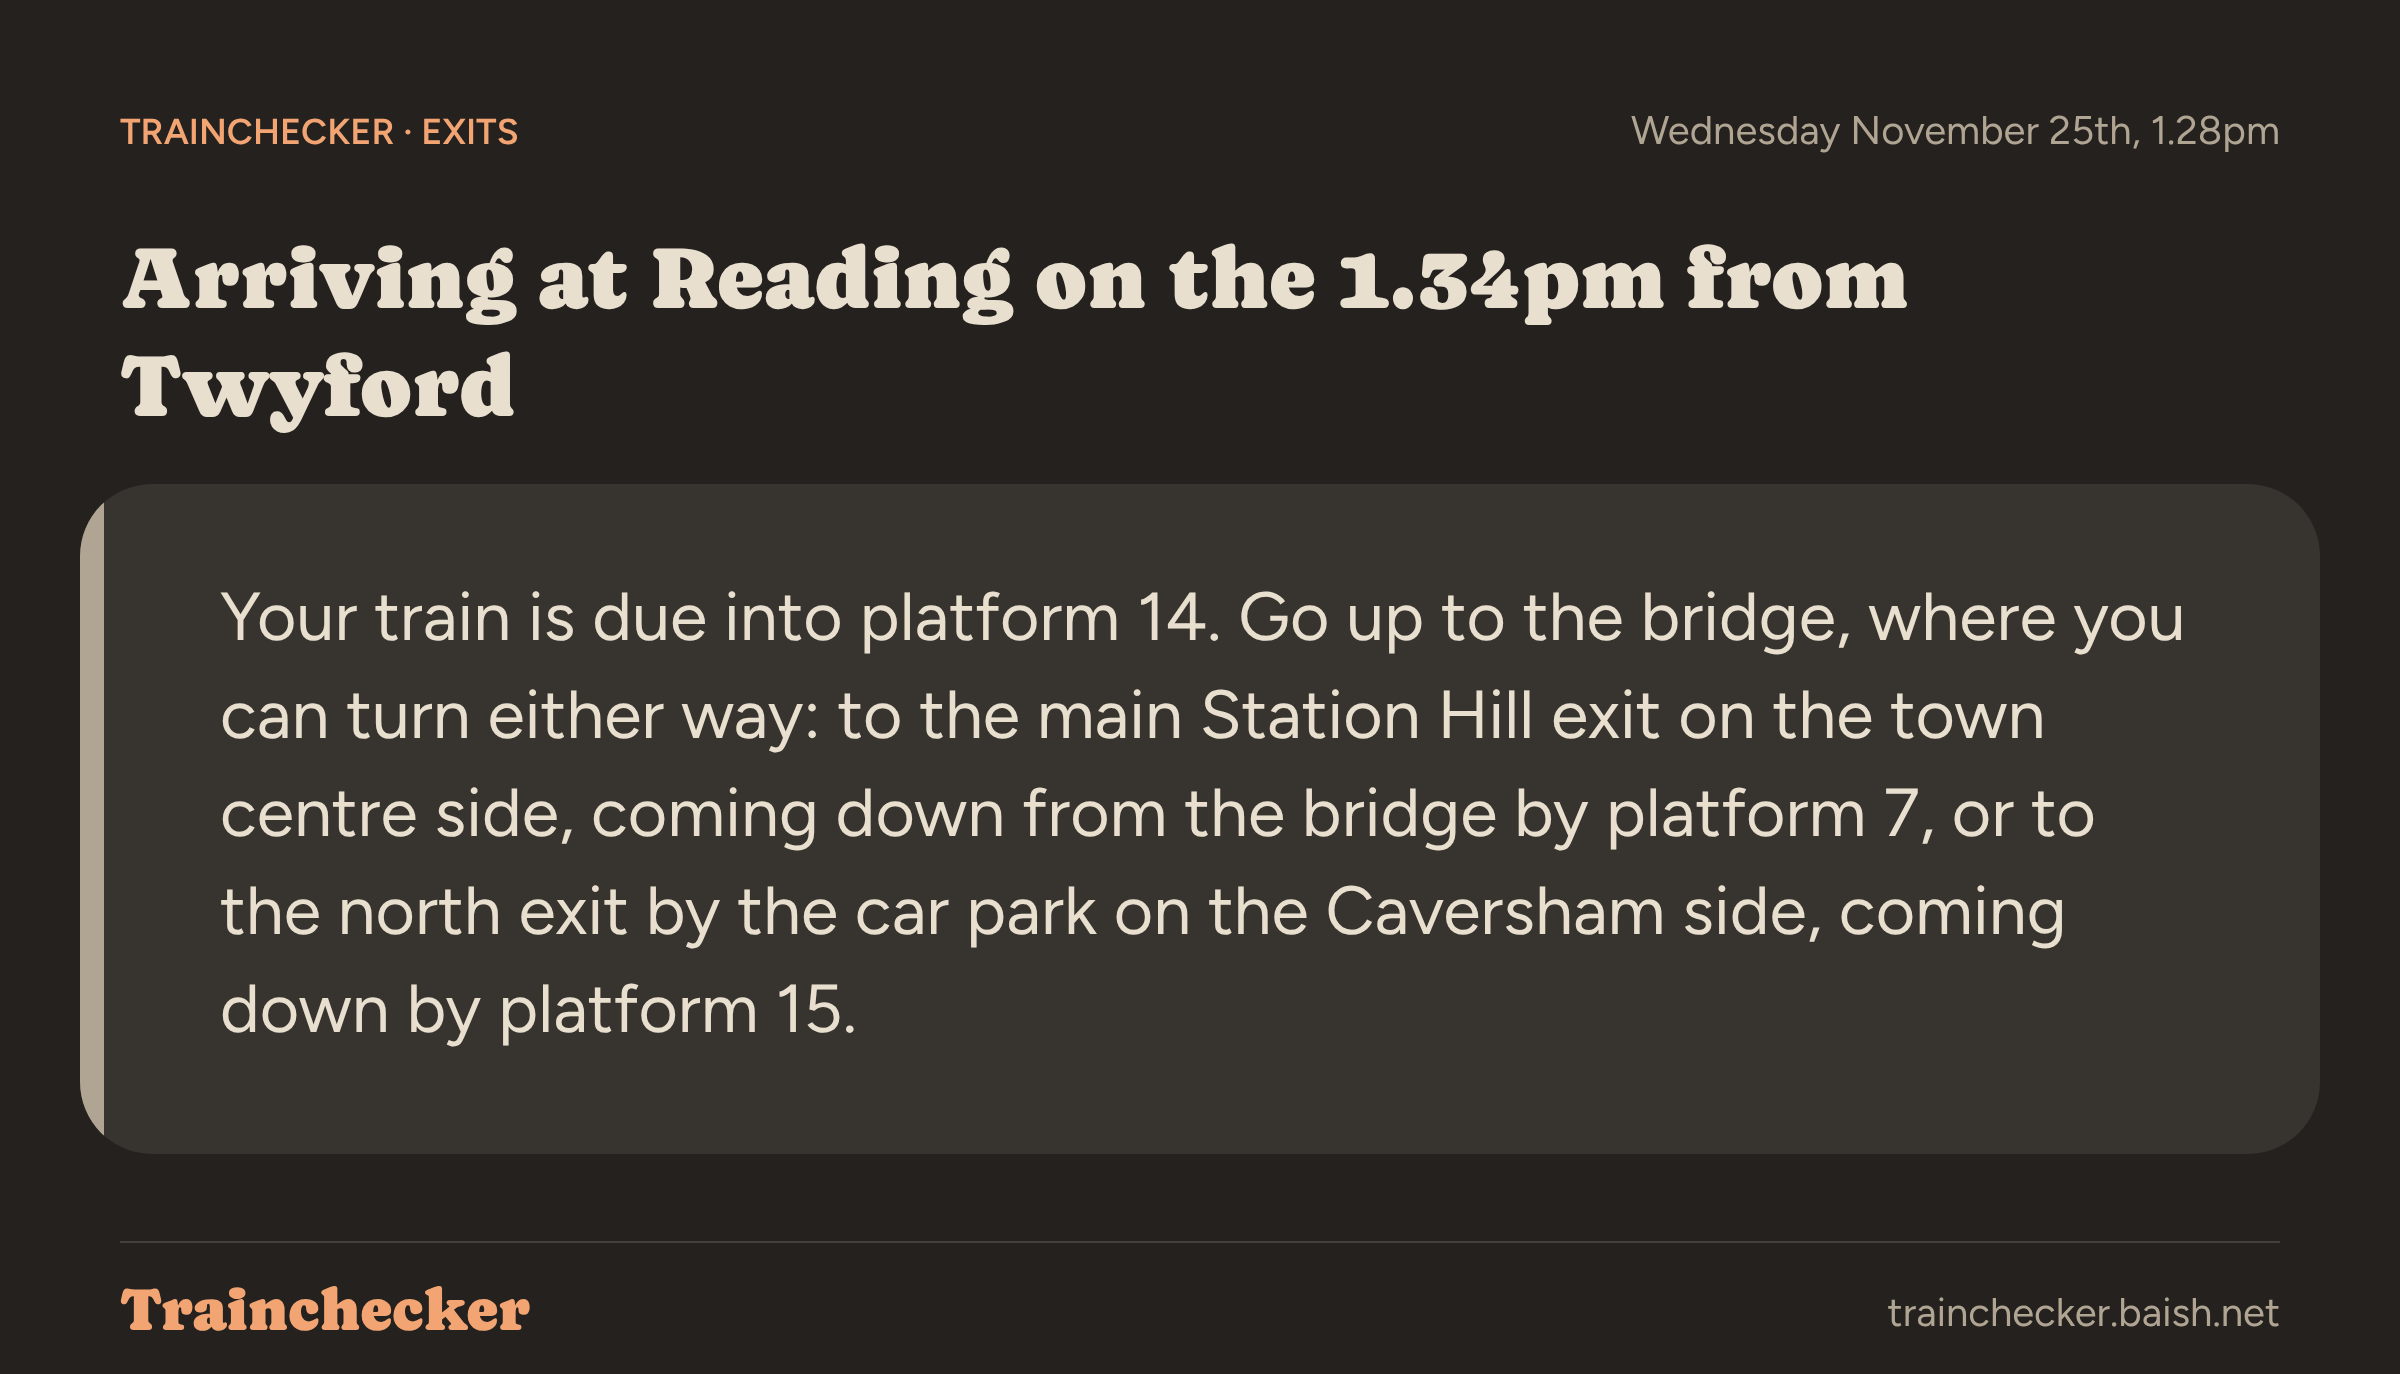 TRAINCHECKER · EXITS
Wednesday November 25th, 1.28pm
Arriving at Reading on the 1.34pm from
Twyford
Your train is due into platform 14. Go up to the bridge, where you
can turn either way: to the main Station Hill exit on the town
centre side, coming down from the bridge by platform 7, or to
the north exit by the car park on the Caversham side, coming
down by platform 15.
Trainchecker
trainchecker.baish.net